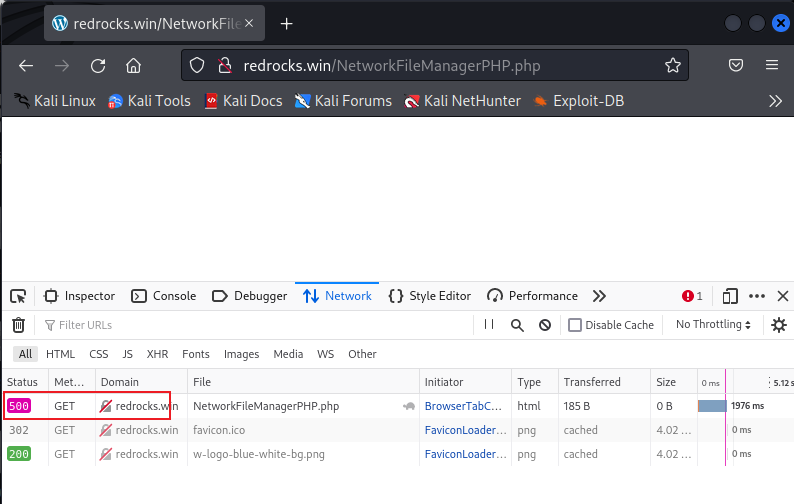 redrocks.win/NetworkFile
redrocks.win/NetworkFileManagerPHP.php
Kali Linux Kali Tools Kali Docs Kali Forums Kali NetHunter Exploit-DB
Inspector Console Debugger Network Style Editor Performance 1
Filter URLs Disable Cache No Throttling
All HTML CSS JS XHR Fonts Images Media WS Other
Status Met... Domain File Initiator Type Transferred Size 0 ms 5.12 s
500 GET redrocks.win NetworkFileManagerPHP.php BrowserTabC... html 185 B 0 B 1976 ms
302 GET redrocks.win favicon.ico FaviconLoader... png cached 4.02 ... 0 ms
200 GET redrocks.win w-logo-blue-white-bg.png FaviconLoader... png cached 4.02 ... 0 ms